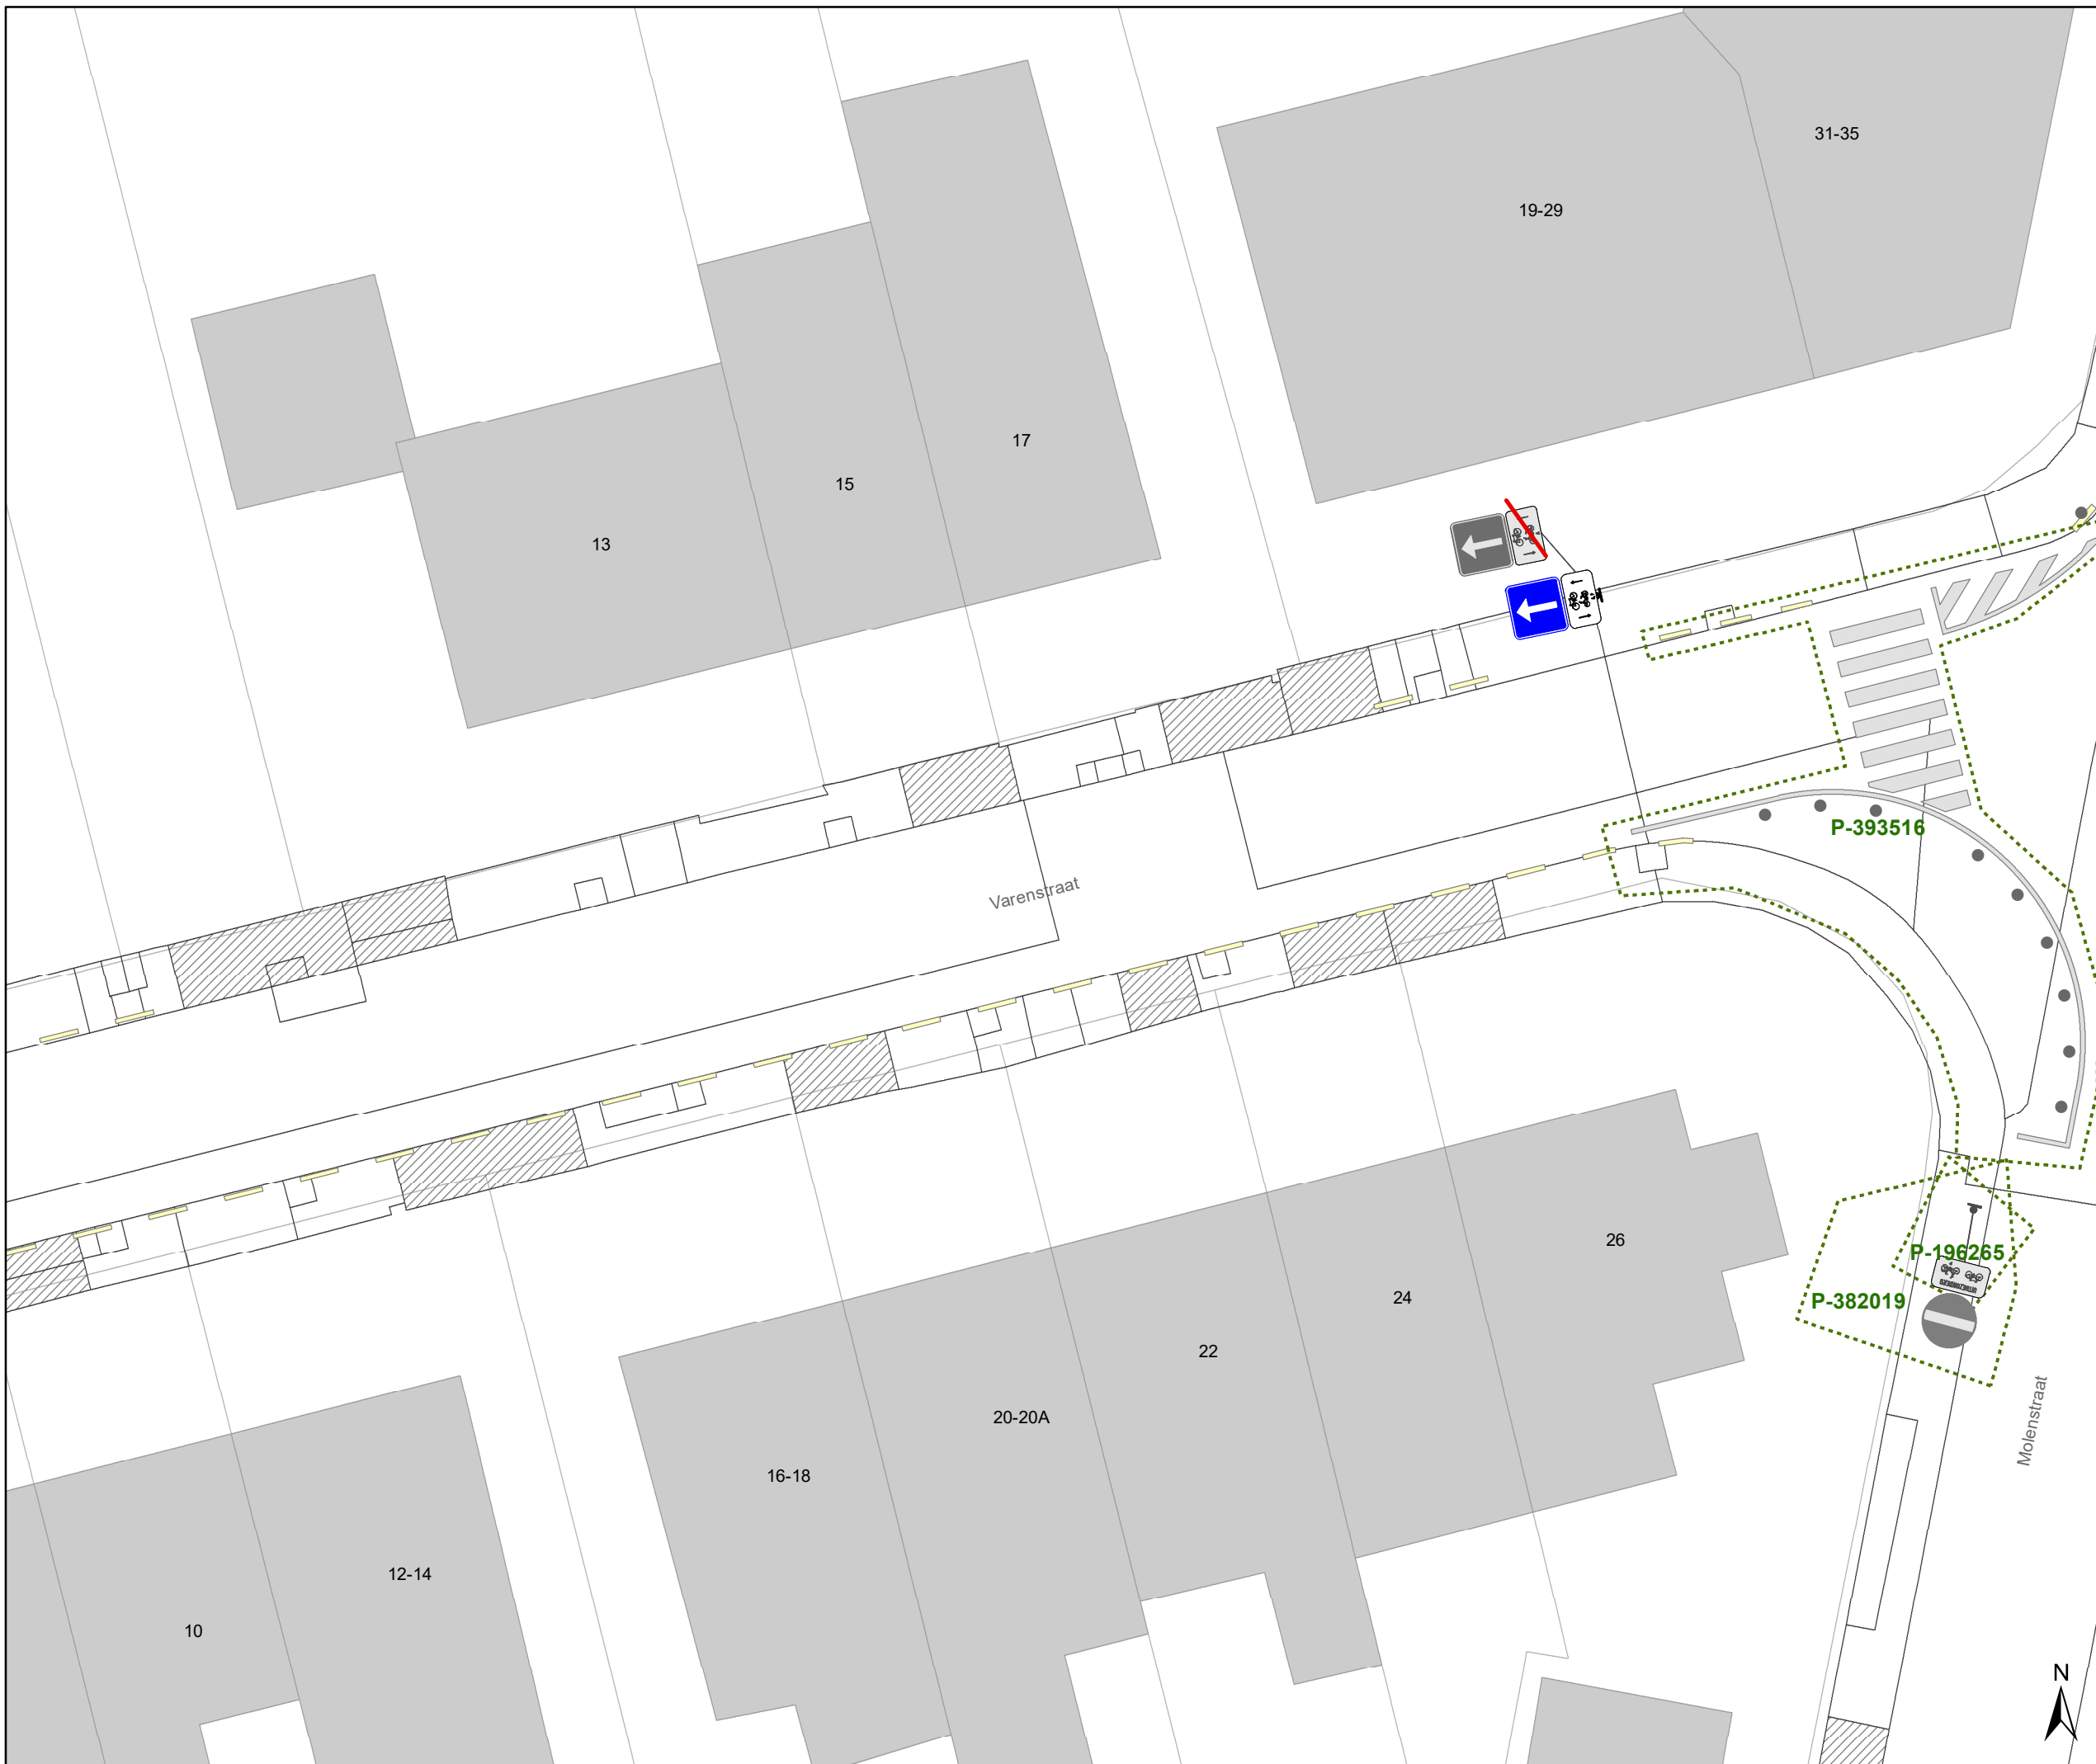 31-35
19-29
17
15
13
P-393516
Varenstraat
26
P-196265
24
P-382019
UITGEZONDERD
22
20-20A
16-18
Molenstraat
12-14
10
N